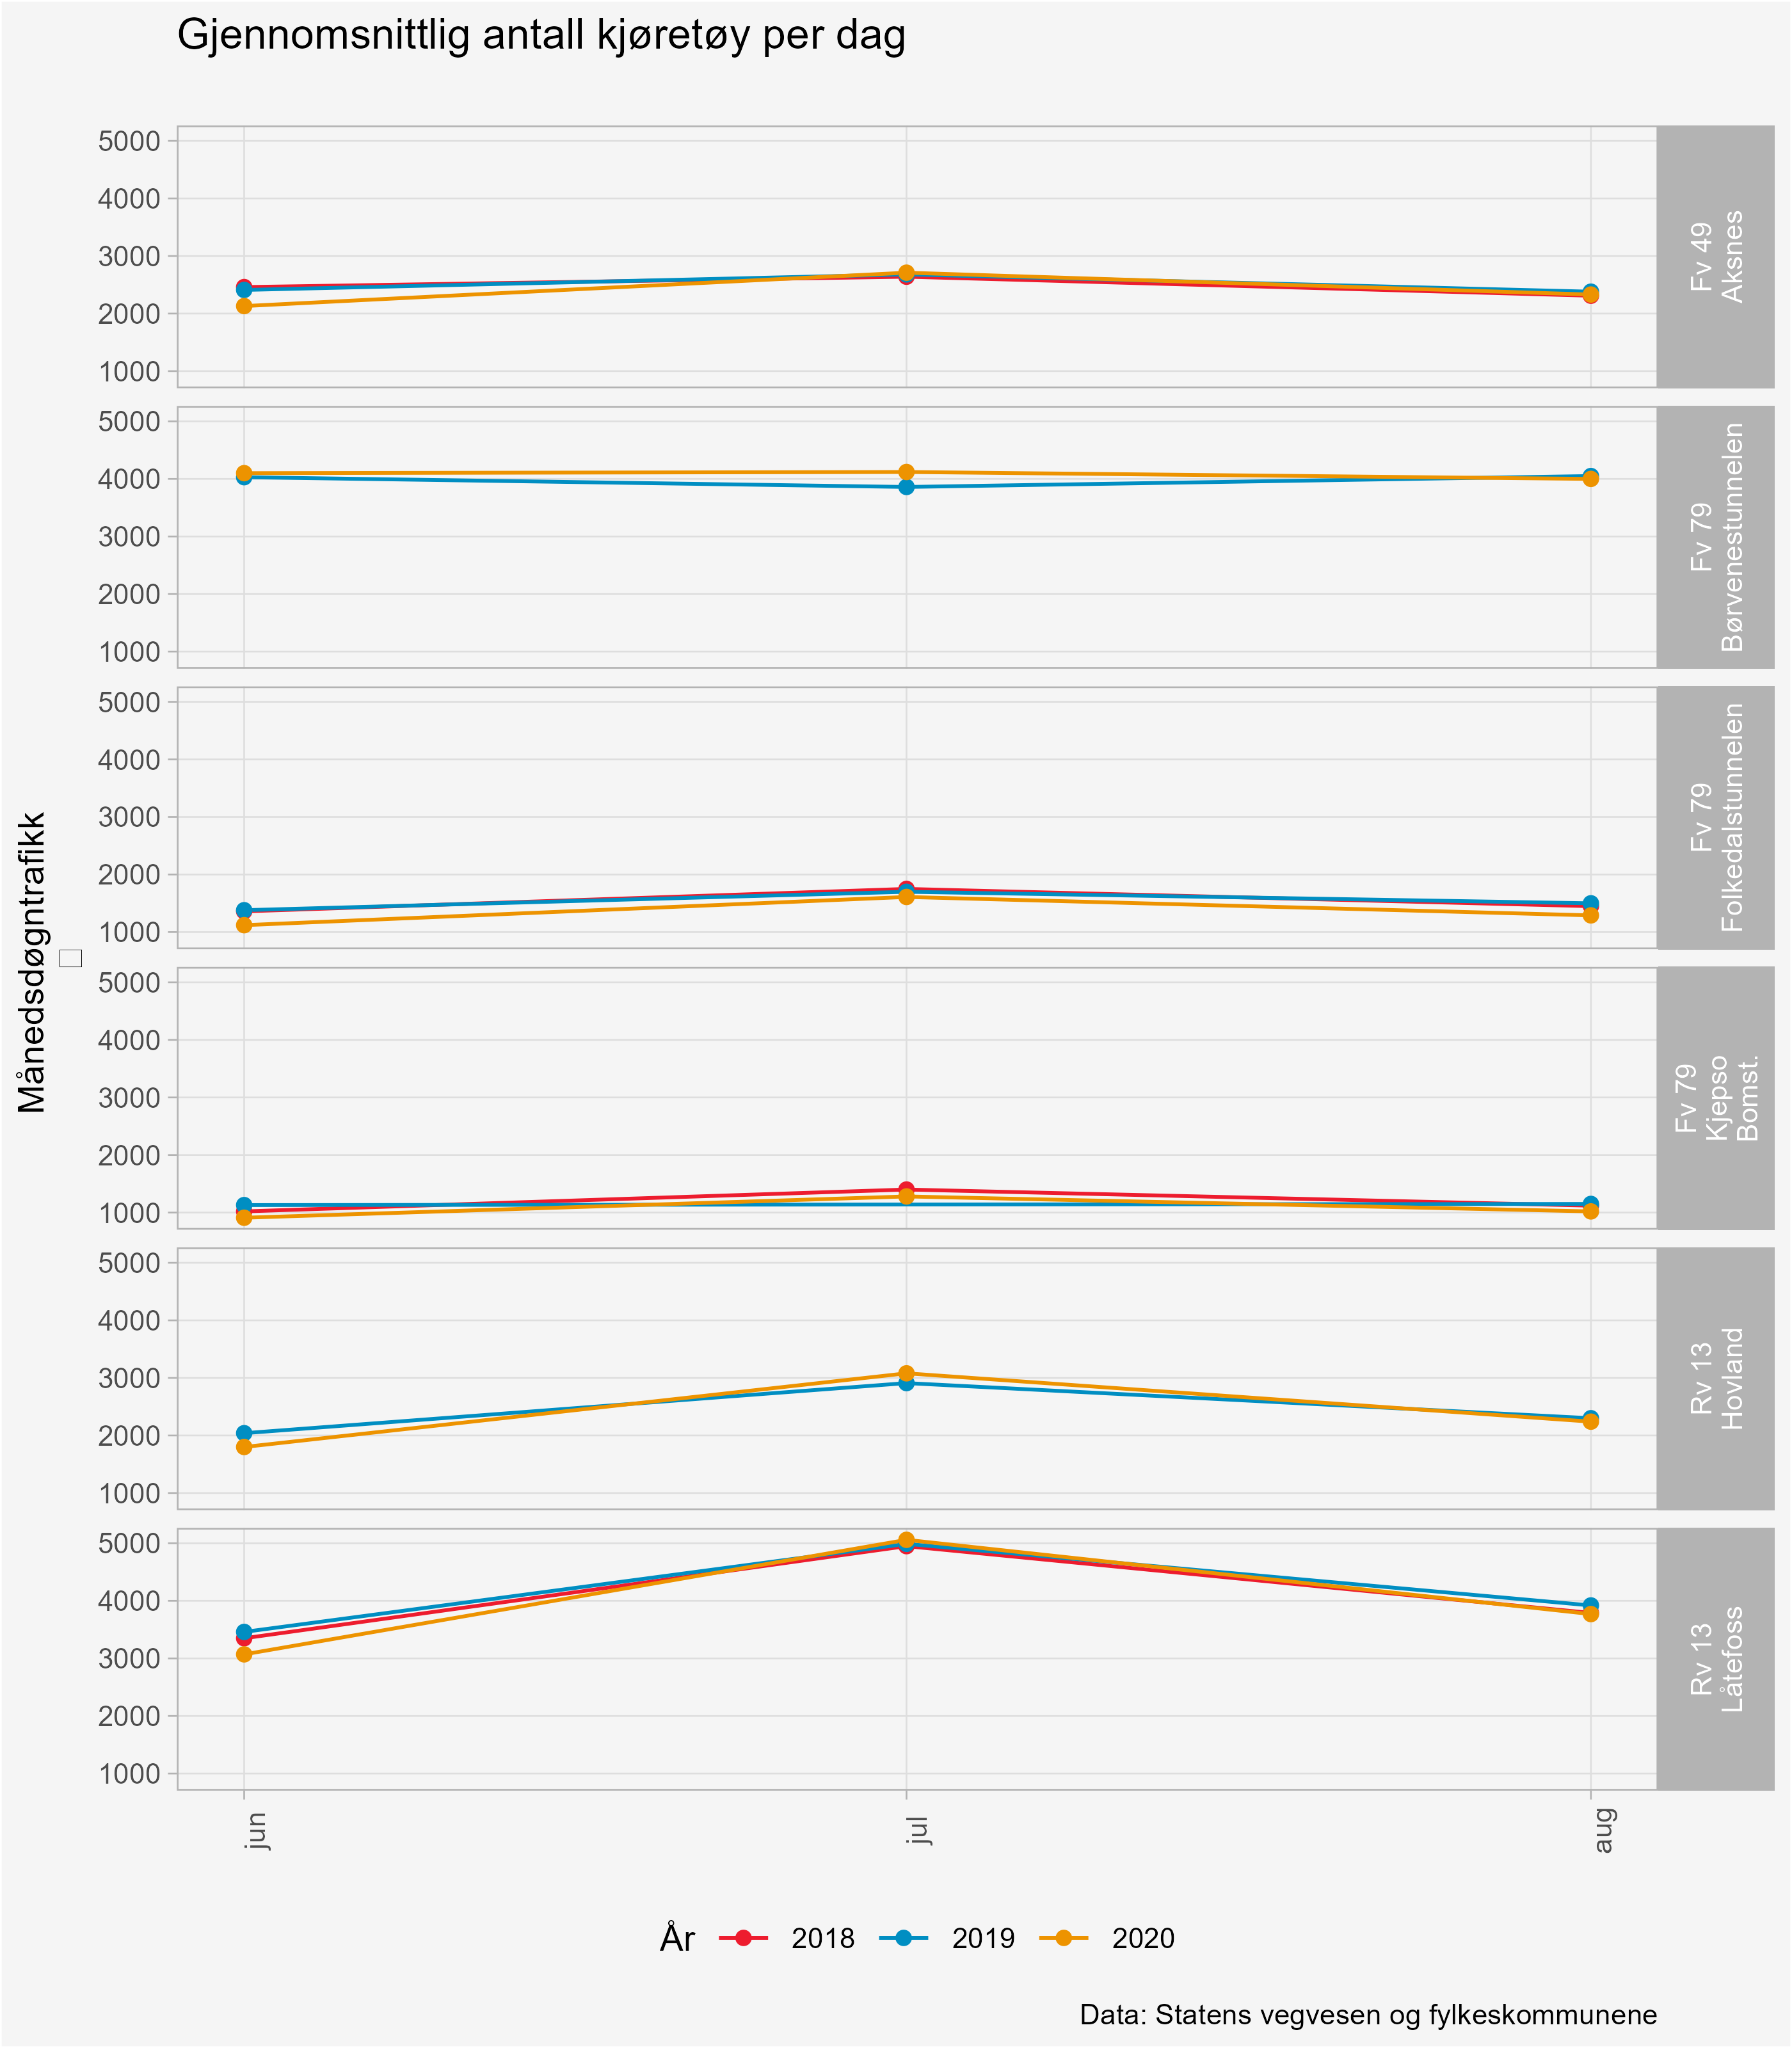 Gjennomsnittlig antall kjøretøy per dag
Månedsdøgntrafikk
5000
4000
3000
2000
1000
Fv 49
Aksnes
5000
4000
3000
2000
1000
Fv 79
Børvenestunnelen
5000
4000
3000
2000
1000
Fv 79
Folkedalstunnelen
5000
4000
3000
2000
1000
Fv 79
Kjepso
Bomst.
5000
4000
3000
2000
1000
Rv 13
Hovland
5000
4000
3000
2000
1000
Rv 13
Låtefoss
jun jul aug
År 2018 2019 2020
Data: Statens vegvesen og fylkeskommunene